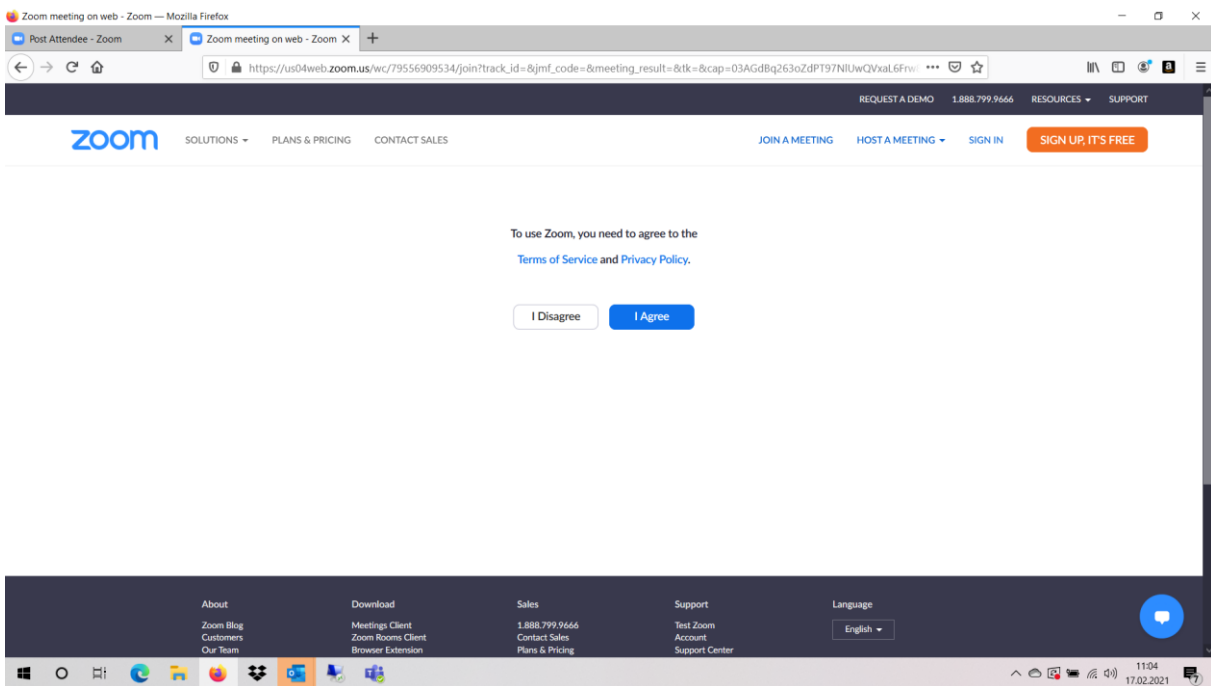 Zoom meeting on web - Zoom — Mozilla Firefox
Post Attendee - Zoom
Zoom meeting on web - Zoom
https://us04web.zoom.us/wc/79556909534/join?track_id=&jmf_code=&meeting_result=&tk=&cap=
REQUEST A DEMO 1.888.799.9666 RESOURCES SUPPORT
zoom SOLUTIONS PLANS & PRICING CONTACT SALES JOIN A MEETING HOST A MEETING SIGN IN SIGN UP, IT'S FREE
To use Zoom, you need to agree to the
Terms of Service and Privacy Policy.
I Disagree I Agree
About Download Sales Support Language
Zoom Blog Meetings Client 1.888.799.9666 Test Zoom English
Customers Zoom Rooms Client Contact Sales Account
Our Team Browser Extension Plans & Pricing Support Center
11:04
17.02.2021